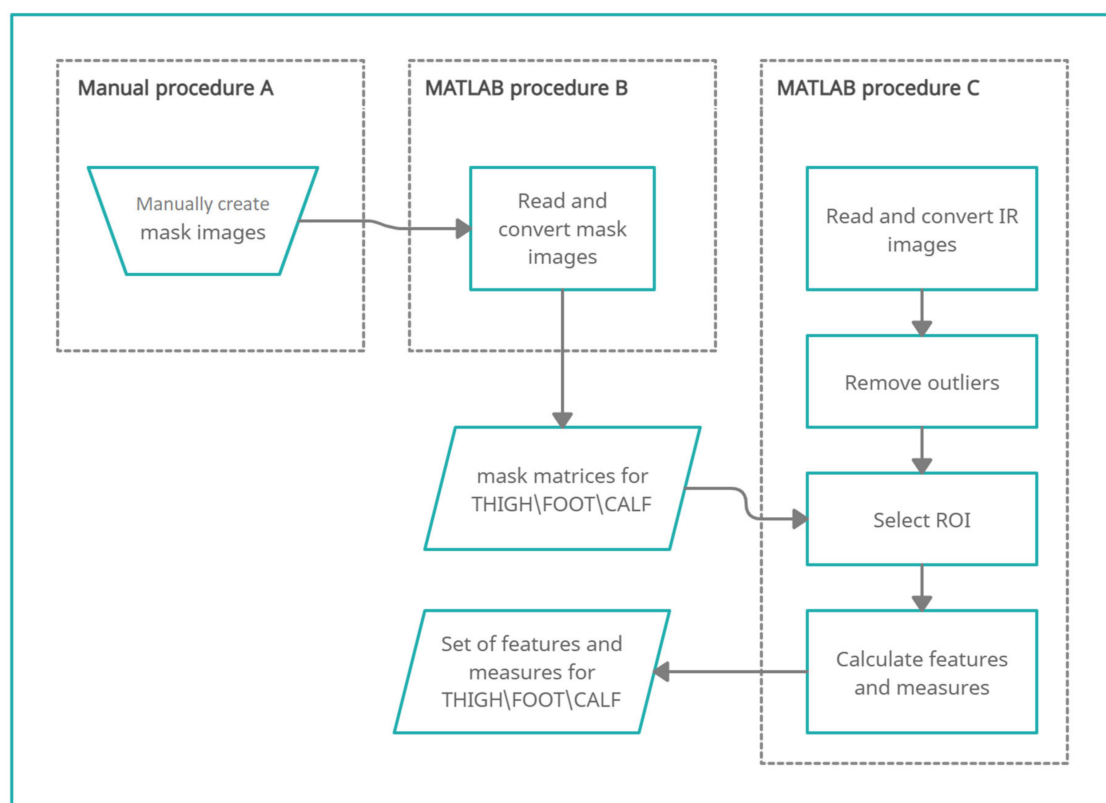 Manual procedure A
Manually create
mask images
MATLAB procedure B
Read and
convert mask
images
mask matrices for
THIGH\FOOT\CALF
MATLAB procedure C
Read and convert IR
images
Remove outliers
Select ROI
Calculate features
and measures
Set of features and
measures for
THIGH\FOOT\CALF